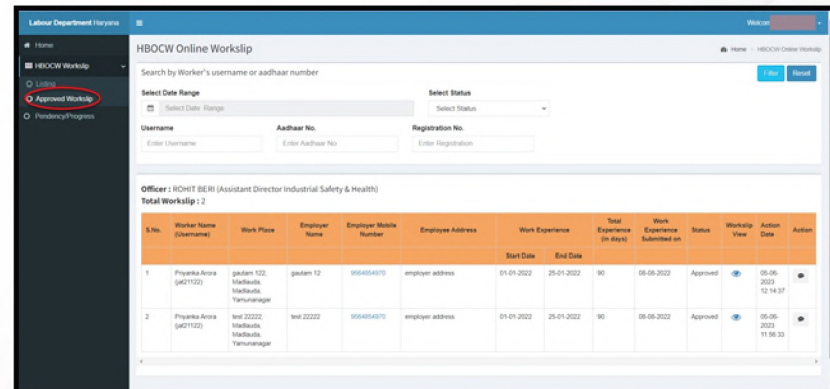 Labour Department Haryana
Welcom
Home
HBOCW Workslip
Listing
Approved Workslip
Pendency/Progress
HBOCW Online Workslip
Home > HBOCW Online Workslip
Search by Worker's username or aadhaar number
Filter Reset
Select Date Range Select Status
Select Date Range Select Status
Username Aadhaar No. Registration No.
Enter Username Enter Aadhaar No Enter Registration
Officer : ROHIT BERI (Assistant Director Industrial Safety & Health)
Total Workslip : 2
S.No. Worker Name (Username) Work Place Employer Name Employer Mobile Number Employee Address Work Experience Total Experience (in days) Work Experience Submitted on Status Workslip View Action Date Action
Start Date End Date
1 Priyanka Arora (jat21122) gautam 122, Madlauda, Madlauda, Yamunanagar gautam 12 9564854970 employer address 01-01-2022 25-01-2022 90 08-08-2022 Approved 05-06-2023 12:14:37
2 Priyanka Arora (jat21122) test 22222, Madlauda, Madlauda, Yamunanagar test 22222 9564854970 employer address 01-01-2022 25-01-2022 90 08-08-2022 Approved 05-06-2023 11:56:33